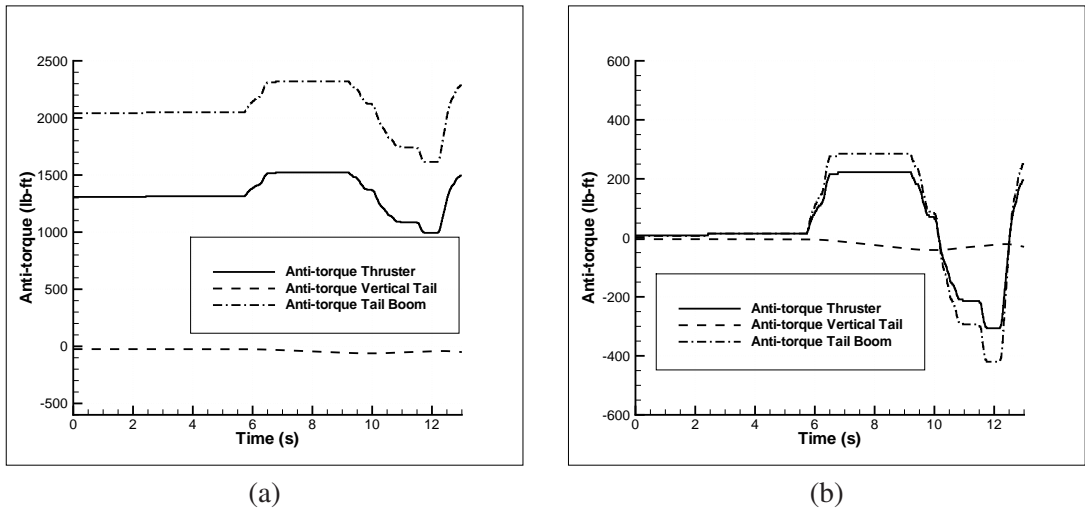 2500
2000
1500
1000
500
0
-500
Anti-torque (lb-ft)
Anti-torque Thruster
Anti-torque Vertical Tail
Anti-torque Tail Boom
0 2 4 6 8 10 12
Time (s)
(a)
600
400
200
0
-200
-400
-600
Anti-torque (lb-ft)
Anti-torque Thruster
Anti-torque Vertical Tail
Anti-torque Tail Boom
0 2 4 6 8 10 12
Time (s)
(b)